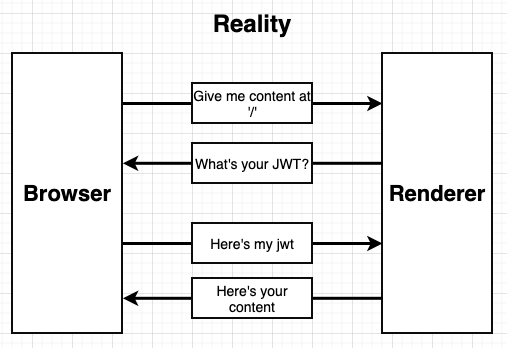 Reality
Give me content at
'/'
What's your JWT?
Browser
Renderer
Here's my jwt
Here's your
content